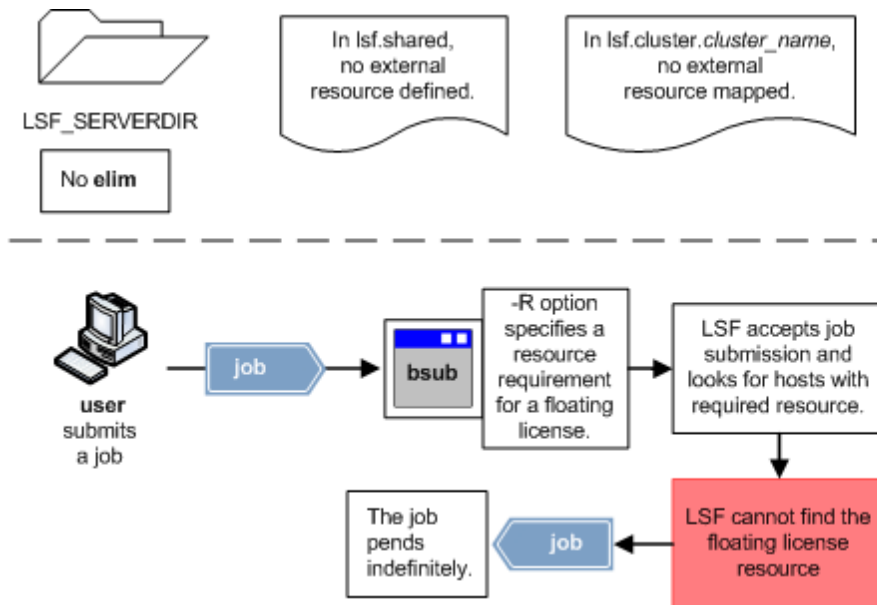 LSF_SERVERDIR
No elim
In lsf.shared,
no external
resource defined.
In lsf.cluster.cluster_name,
no external
resource mapped.
user
submits
a job
job
bsub
-R option
specifies a
resource
requirement
for a floating
license.
LSF accepts job
submission and
looks for hosts with
required resource.
LSF cannot find the
floating license
resource
job
The job
pends
indefinitely.